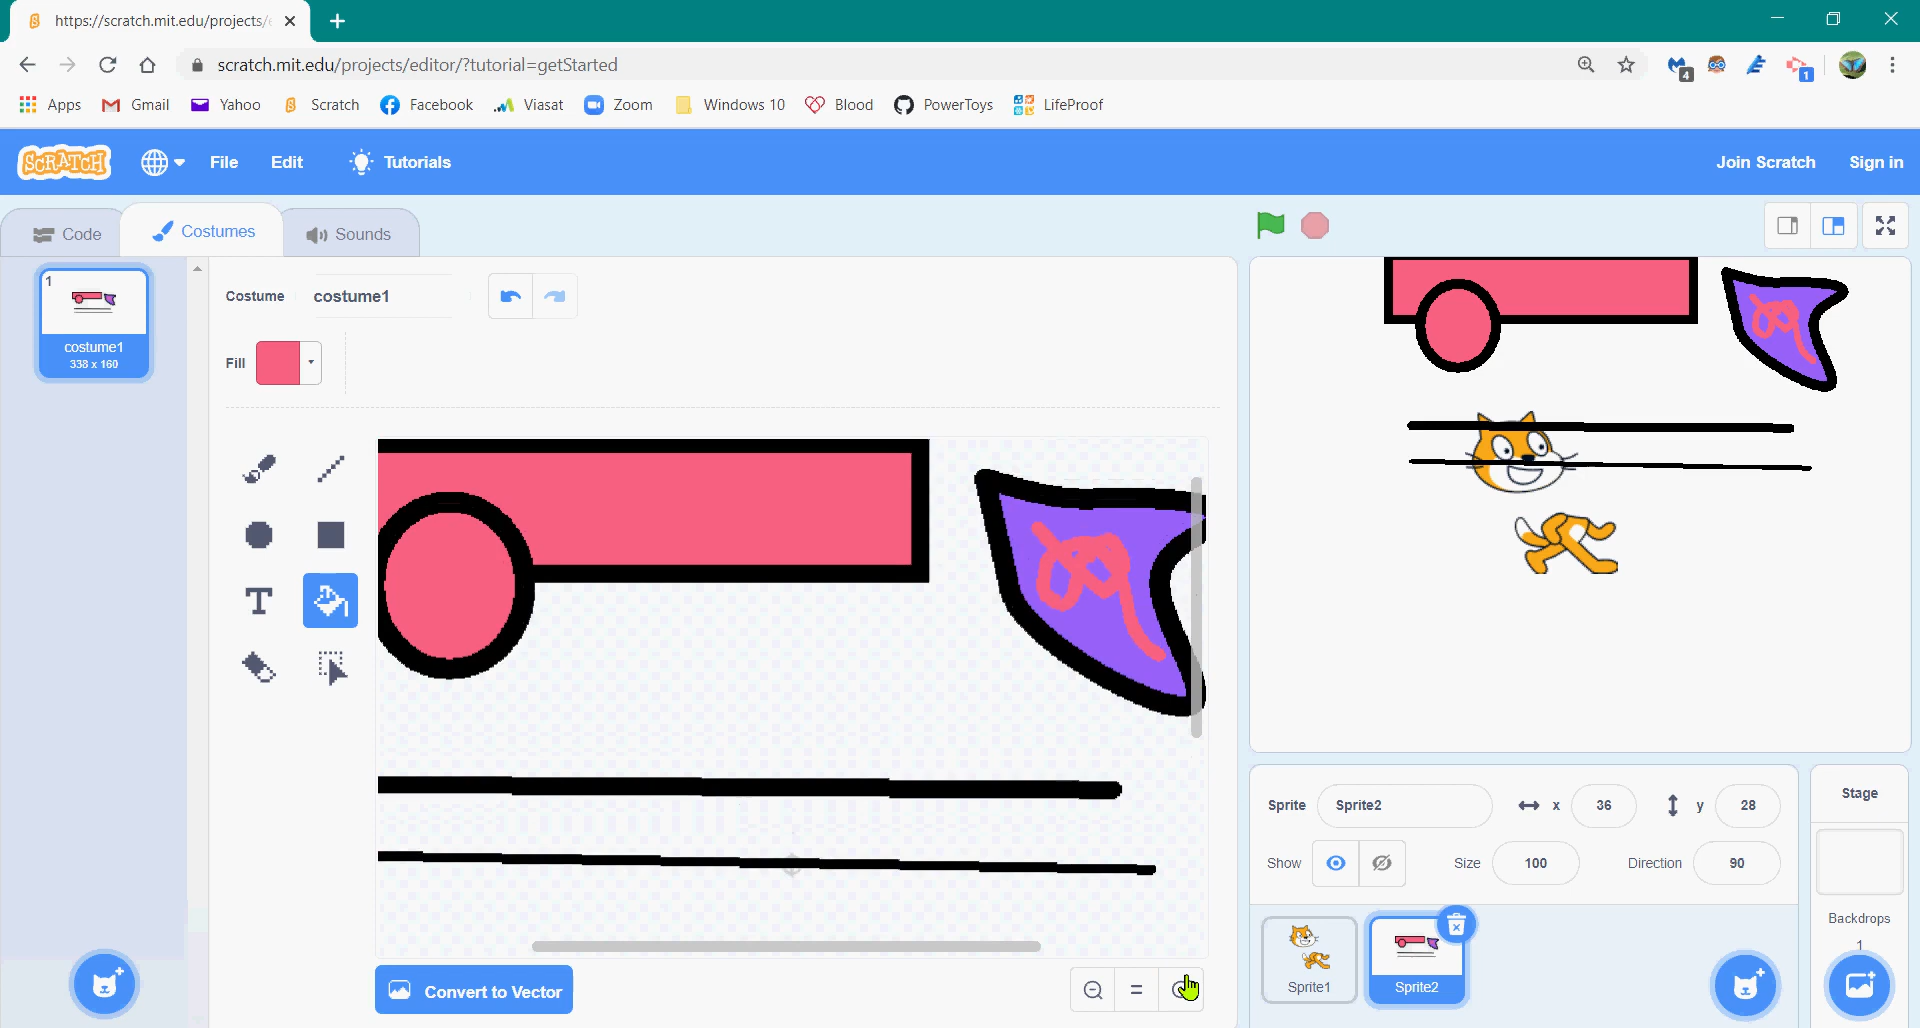 https://scratch.mit.edu/projects/
scratch.mit.edu/projects/editor/?tutorial=getStarted
4
1
Apps Gmail Yahoo Scratch Facebook Viasat Zoom Windows 10 Blood PowerToys LifeProof
SCRATCH File Edit Tutorials Join Scratch Sign in
Code Costumes Sounds
1
costume1
338 x 160
Costume costume1
Fill
T
Convert to Vector
Sprite Sprite2 x 36 y 28
Show Size 100 Direction 90
Sprite1 Sprite2
Stage
Backdrops
1